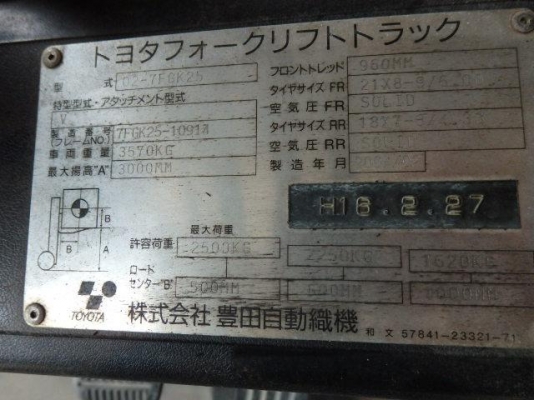 トヨタフォークリフトトラック
型 式 02-7FGK25
特型型式・アタッチメント型式
V
製造番号 (フレームNO.)
車両重量 3570KG
最大揚高"A" 3000MM
フロントトレッド 960MM
タイヤサイズ FR
空気圧 FR SOLID
タイヤサイズ RR
空気圧 RR
製造年月
H16.2.27
B
B A
最大荷重
許容荷重 2500KG 2250KG 1620KG
ロードセンター"B" 500MM 600MM
TOYOTA
株式会社 豊田自動織機
和文 57841-23321-71